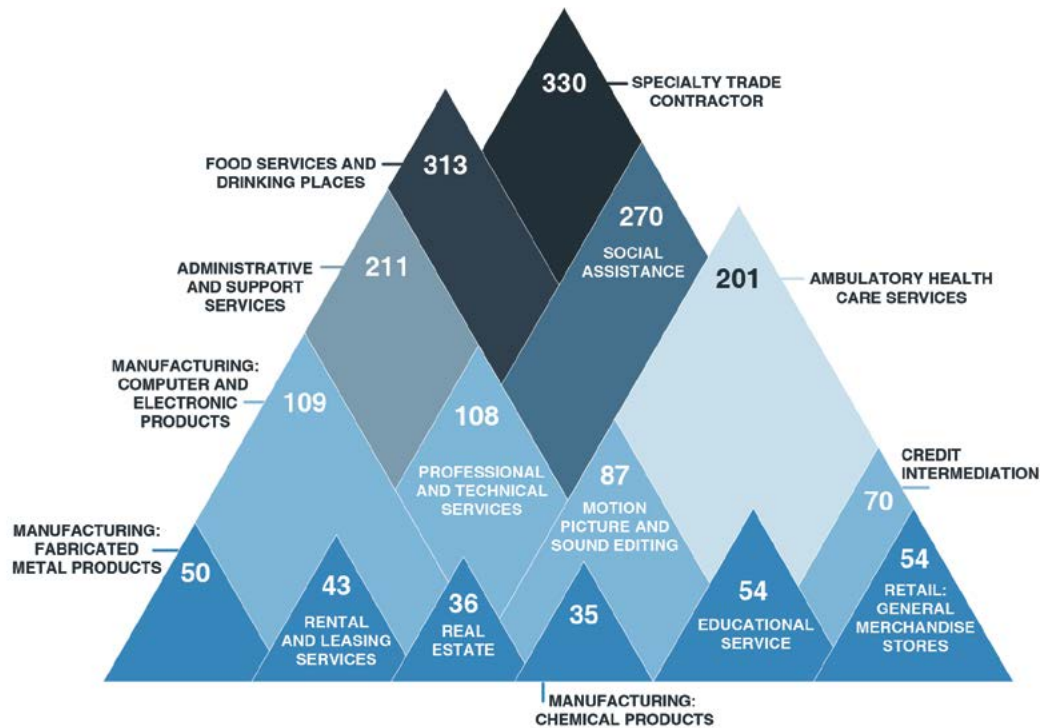 330
SPECIALTY TRADE
CONTRACTOR
FOOD SERVICES AND
DRINKING PLACES
313
270
SOCIAL
ASSISTANCE
ADMINISTRATIVE
AND SUPPORT
SERVICES
211
201
AMBULATORY HEALTH
CARE SERVICES
MANUFACTURING:
COMPUTER AND
ELECTRONIC
PRODUCTS
109
108
PROFESSIONAL
AND TECHNICAL
SERVICES
87
MOTION
PICTURE AND
SOUND EDITING
CREDIT
INTERMEDIATION
70
MANUFACTURING:
FABRICATED
METAL PRODUCTS
50
43
RENTAL
AND LEASING
SERVICES
36
REAL
ESTATE
35
MANUFACTURING:
CHEMICAL PRODUCTS
54
EDUCATIONAL
SERVICE
54
RETAIL:
GENERAL
MERCHANDISE
STORES